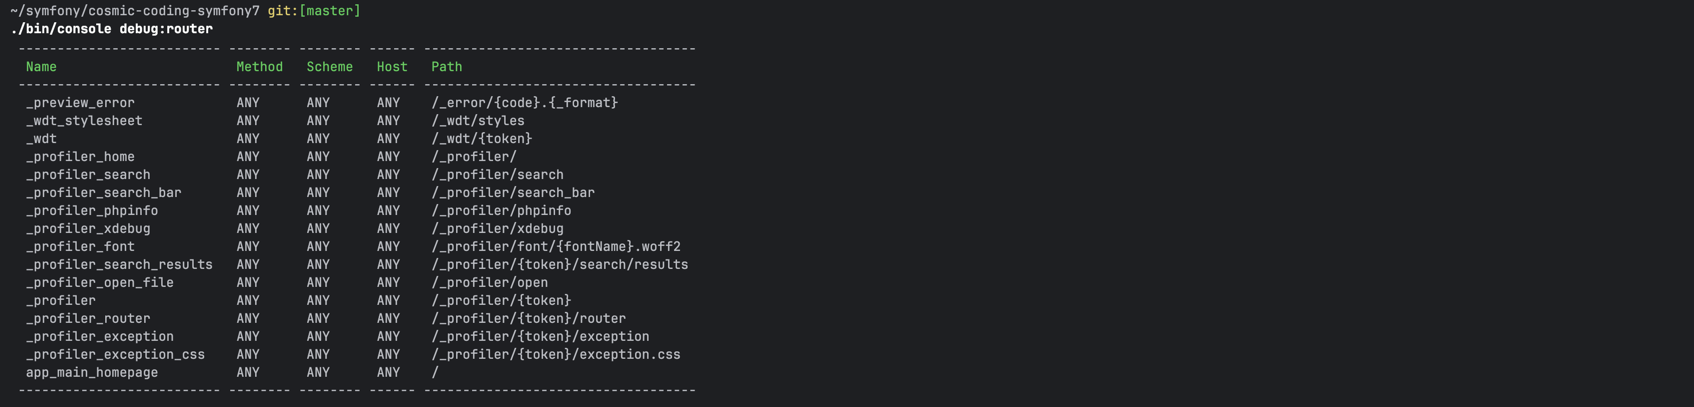 ~/symfony/cosmic-coding-symfony7 git:[master]
./bin/console debug:router
-------------------------- -------- -------- ------ -----------------------------------
Name Method Scheme Host Path
-------------------------- -------- -------- ------ -----------------------------------
_preview_error ANY ANY ANY /_error/{code}.{_format}
_wdt_stylesheet ANY ANY ANY /_wdt/styles
_wdt ANY ANY ANY /_wdt/{token}
_profiler_home ANY ANY ANY /_profiler/
_profiler_search ANY ANY ANY /_profiler/search
_profiler_search_bar ANY ANY ANY /_profiler/search_bar
_profiler_phpinfo ANY ANY ANY /_profiler/phpinfo
_profiler_xdebug ANY ANY ANY /_profiler/xdebug
_profiler_font ANY ANY ANY /_profiler/font/{fontName}.woff2
_profiler_search_results ANY ANY ANY /_profiler/{token}/search/results
_profiler_open_file ANY ANY ANY /_profiler/open
_profiler ANY ANY ANY /_profiler/{token}
_profiler_router ANY ANY ANY /_profiler/{token}/router
_profiler_exception ANY ANY ANY /_profiler/{token}/exception
_profiler_exception_css ANY ANY ANY /_profiler/{token}/exception.css
app_main_homepage ANY ANY ANY /
-------------------------- -------- -------- ------ -----------------------------------